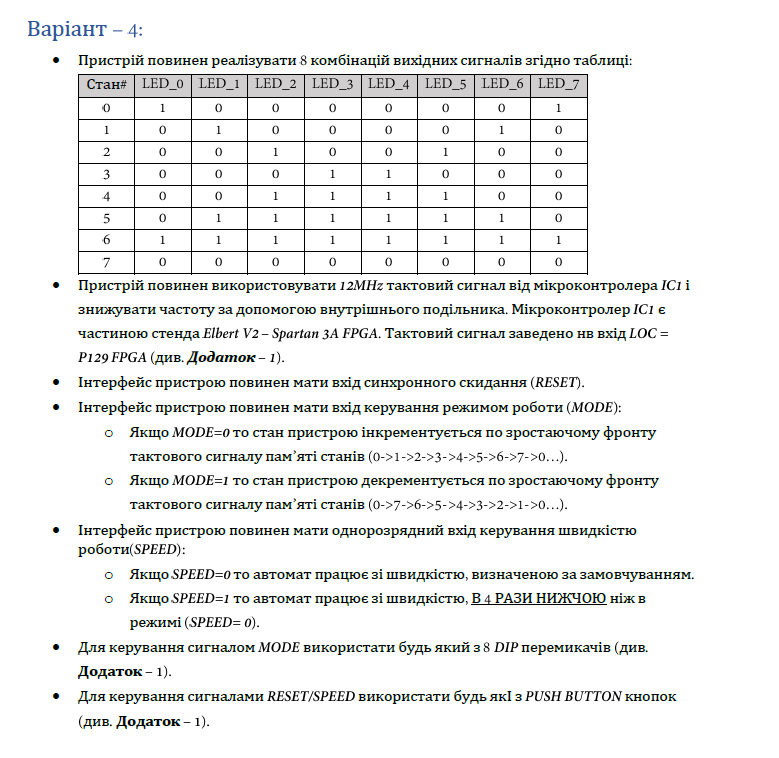 Варіант – 4:
• Пристрій повинен реалізувати 8 комбінацій вихідних сигналів згідно таблиці:
Стан# LED_0 LED_1 LED_2 LED_3 LED_4 LED_5 LED_6 LED_7
0 1 0 0 0 0 0 0 1
1 0 1 0 0 0 0 1 0
2 0 0 1 0 0 1 0 0
3 0 0 0 1 1 0 0 0
4 0 0 1 1 1 1 0 0
5 0 1 1 1 1 1 1 0
6 1 1 1 1 1 1 1 1
7 0 0 0 0 0 0 0 0
• Пристрій повинен використовувати 12MHz тактовий сигнал від мікроконтролера IC1 і
знижувати частоту за допомогою внутрішнього подільника. Мікроконтролер IC1 є
частиною стенда Elbert V2 – Spartan 3A FPGA. Тактовий сигнал заведено нв вхід LOC =
P129 FPGA (див. Додаток – 1).
• Інтерфейс пристрою повинен мати вхід синхронного скидання (RESET).
• Інтерфейс пристрою повинен мати вхід керування режимом роботи (MODE):
o Якщо MODE=0 то стан пристрою інкрементується по зростаючому фронту
тактового сигналу пам’яті станів (0->1->2->3->4->5->6->7->0…).
o Якщо MODE=1 то стан пристрою декрементується по зростаючому фронту
тактового сигналу пам’яті станів (0->7->6->5->4->3->2->1->0…).
• Інтерфейс пристрою повинен мати однорозрядний вхід керування швидкістю
роботи(SPEED):
o Якщо SPEED=0 то автомат працює зі швидкістю, визначеною за замовчуванням.
o Якщо SPEED=1 то автомат працює зі швидкістю, В 4 РАЗИ НИЖЧОЮ ніж в
режимі (SPEED= 0).
• Для керування сигналом MODE використати будь який з 8 DIP перемикачів (див.
Додаток – 1).
• Для керування сигналами RESET/SPEED використати будь якІ з PUSH BUTTON кнопок
(див. Додаток – 1).